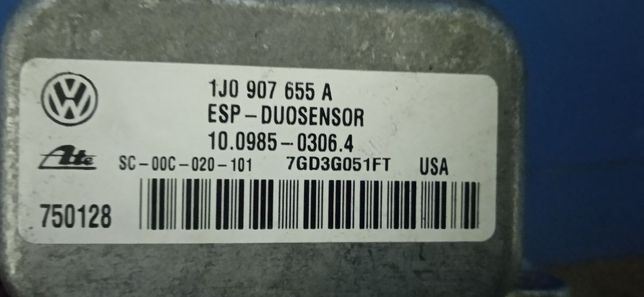 1J0 907 655 A
ESP-DUOSENSOR
10.0985-0306.4
Ate
SC-00C-020-101 7GD3G051FT USA
750128